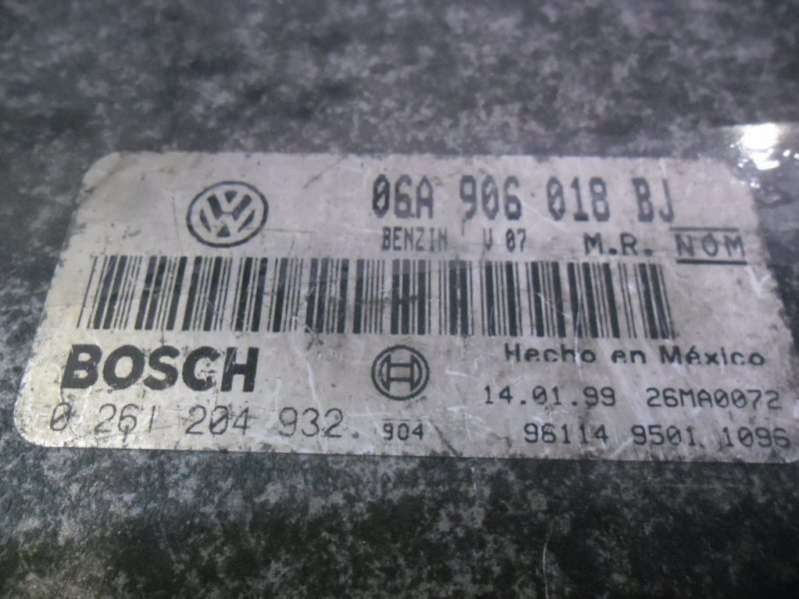 06A 906 018 BJ
BENZIN V 07 M.R. NOM
BOSCH
Hecho en México
14.01.99 26MA0072
0 261 204 932 904
96114 9501 1096